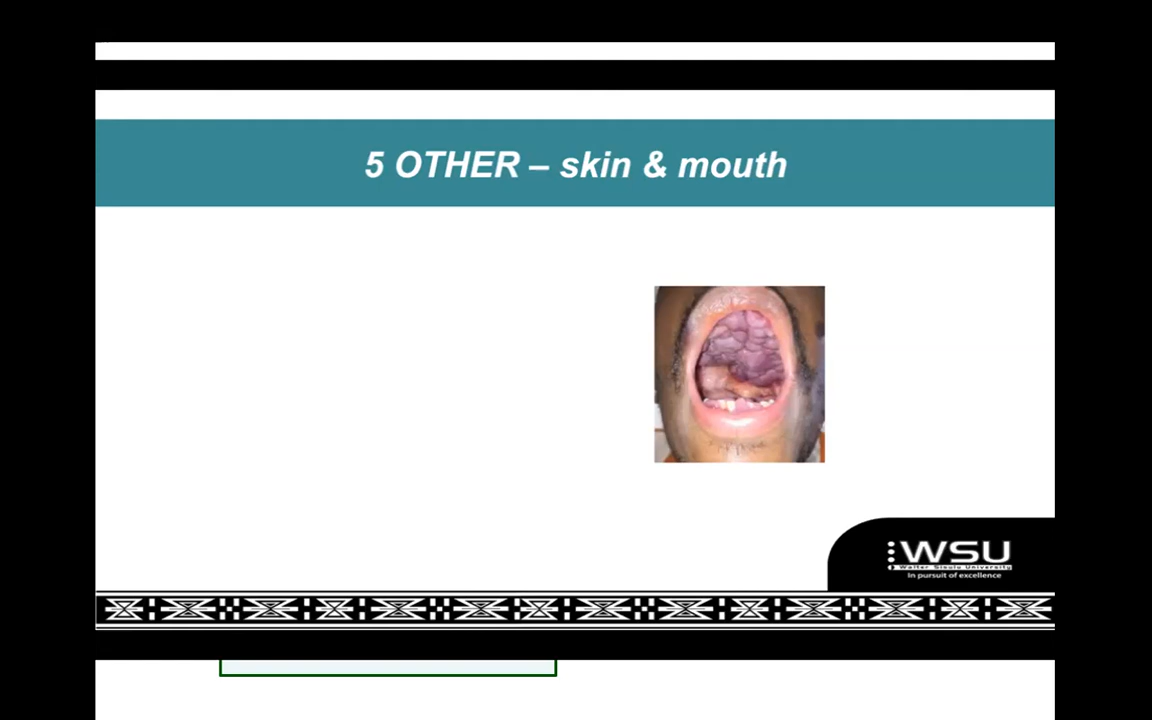 5 OTHER – skin & mouth
WSU
Walter Sisulu University
In pursuit of excellence